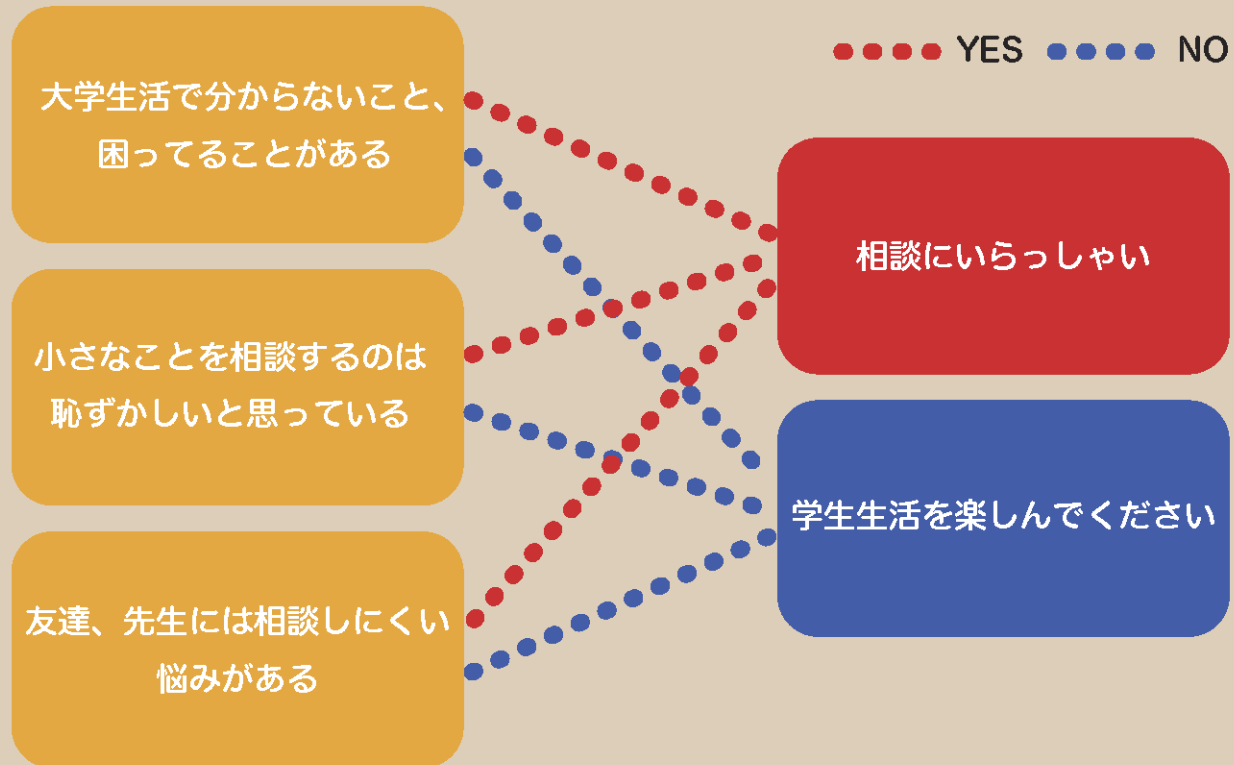 YES NO
大学生活で分からないこと、
困ってることがある
相談にいらっしゃい
小さなことを相談するのは
恥ずかしいと思っている
学生生活を楽しんでください
友達、先生には相談しにくい
悩みがある